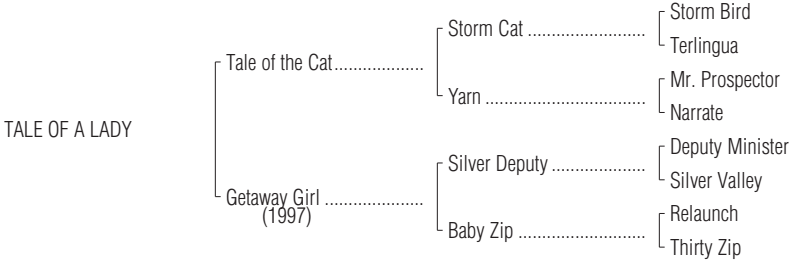 Storm Bird
Storm Cat ..........................
Terlingua
Tale of the Cat....................
Mr. Prospector
Yarn ....................................
Narrate
TALE OF A LADY
Deputy Minister
Silver Deputy .....................
Silver Valley
Getaway Girl ......................
(1997)
Relaunch
Baby Zip ............................
Thirty Zip